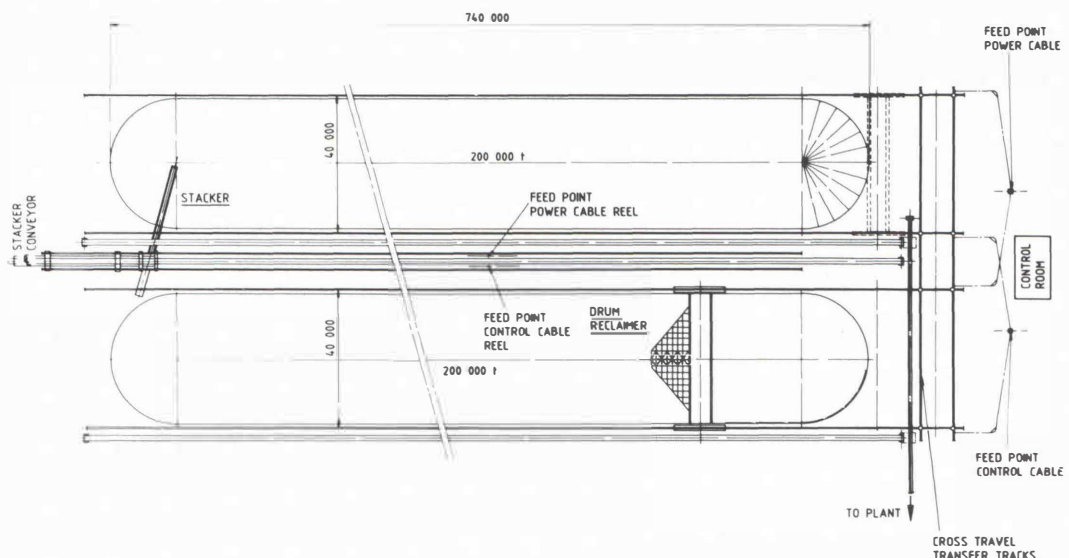 740 000
FEED POINT
POWER CABLE
40 000
200 000 t
STACKER
FEED POINT
POWER CABLE REEL
STACKER
CONVEYOR
CONTROL
ROOM
FEED POINT
CONTROL CABLE
REEL
DRUM
RECLAIMER
40 000
200 000 t
FEED POINT
CONTROL CABLE
TO PLANT
CROSS TRAVEL
TRANSFER TRACKS